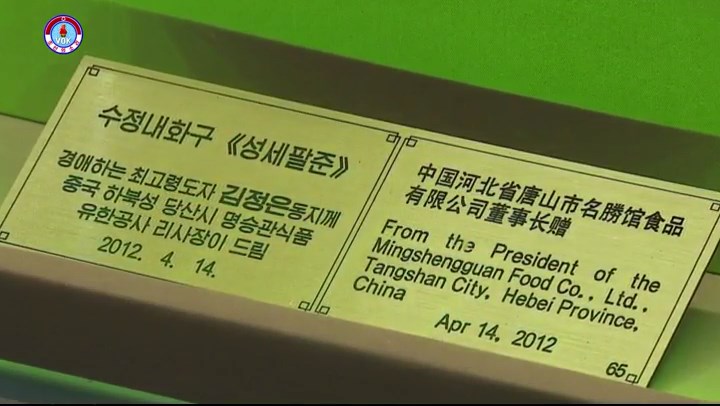 VOK
수정내화구 《성세팔준》
경애하는 최고령도자 김정은동지께
중국 하북성 당산시 명승관식품
유한공사 리사장이 드림
2012. 4. 14.
中国河北省唐山市名勝馆食品
有限公司董事长赠
From the President of the
Mingshengguan Food Co., Ltd.,
Tangshan City, Hebei Province,
China
Apr 14, 2012
65